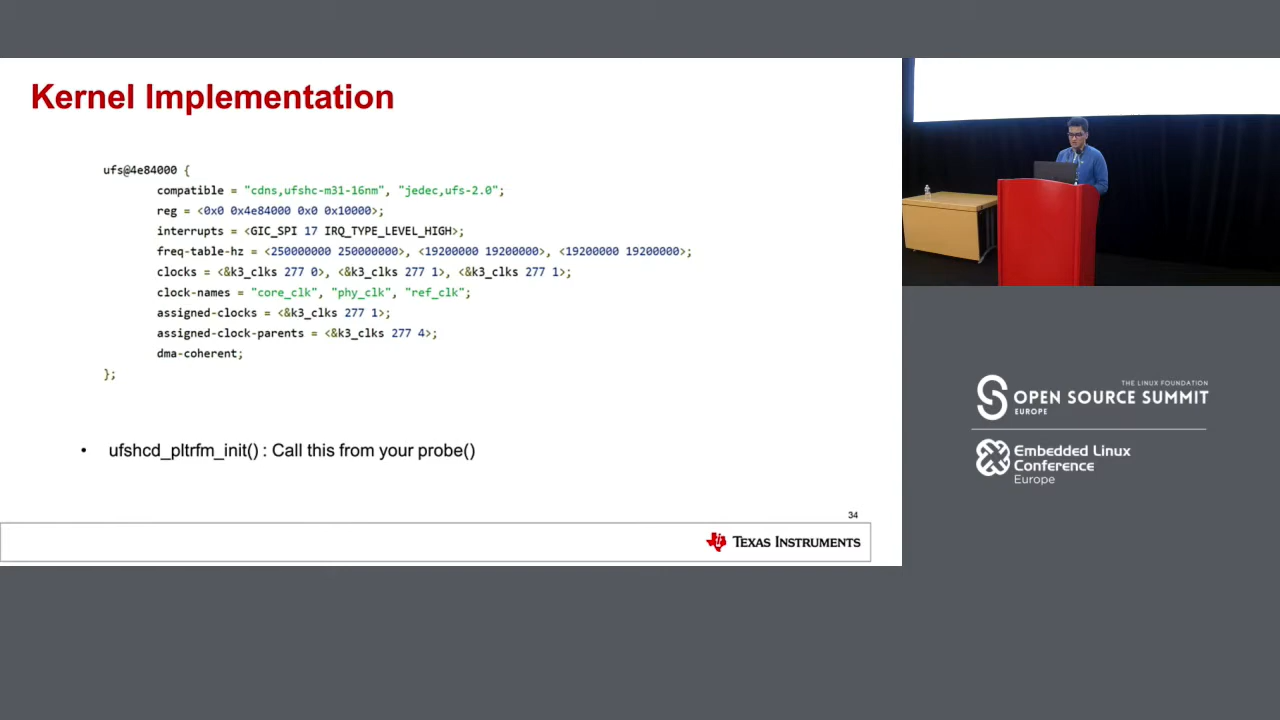 Kernel Implementation
ufs@4e84000 {
compatible = "cdns,ufshc-m31-16nm", "jedec,ufs-2.0";
reg = <0x0 0x4e84000 0x0 0x10000>;
interrupts = <GIC_SPI 17 IRQ_TYPE_LEVEL_HIGH>;
freq-table-hz = <250000000 250000000>, <19200000 19200000>, <19200000 19200000>;
clocks = <&k3_clks 277 0>, <&k3_clks 277 1>, <&k3_clks 277 1>;
clock-names = "core_clk", "phy_clk", "ref_clk";
assigned-clocks = <&k3_clks 277 1>;
assigned-clock-parents = <&k3_clks 277 4>;
dma-coherent;
};
• ufshcd_pltrfm_init() : Call this from your probe()
34
TEXAS INSTRUMENTS
THE LINUX FOUNDATION
OPEN SOURCE SUMMIT
EUROPE
Embedded Linux
Conference
Europe